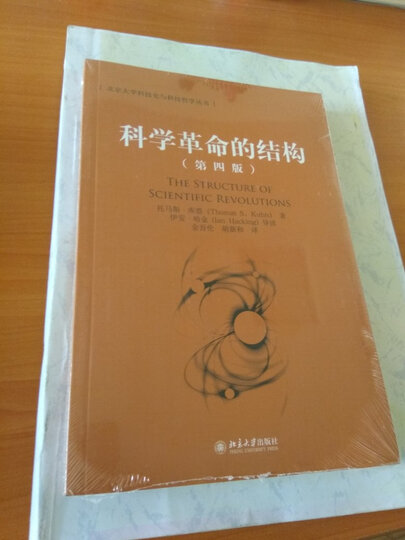 ［北京大学科技史与科技哲学丛书］
科学革命的结构
（第四版）
THE STRUCTURE OF
SCIENTIFIC REVOLUTIONS
托马斯·库恩（Thomas S. Kuhn）著
伊安·哈金（Ian Hacking）导读
金吾伦 胡新和 译
北京大学出版社